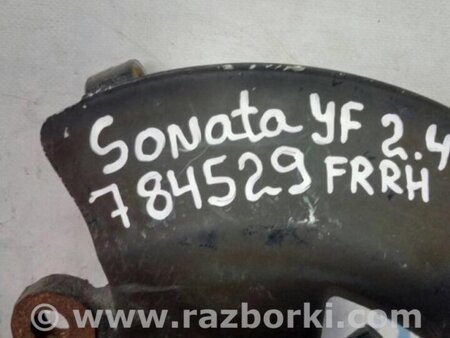 Sonata YF 2.4
784529 FRRH
www.razborki.com